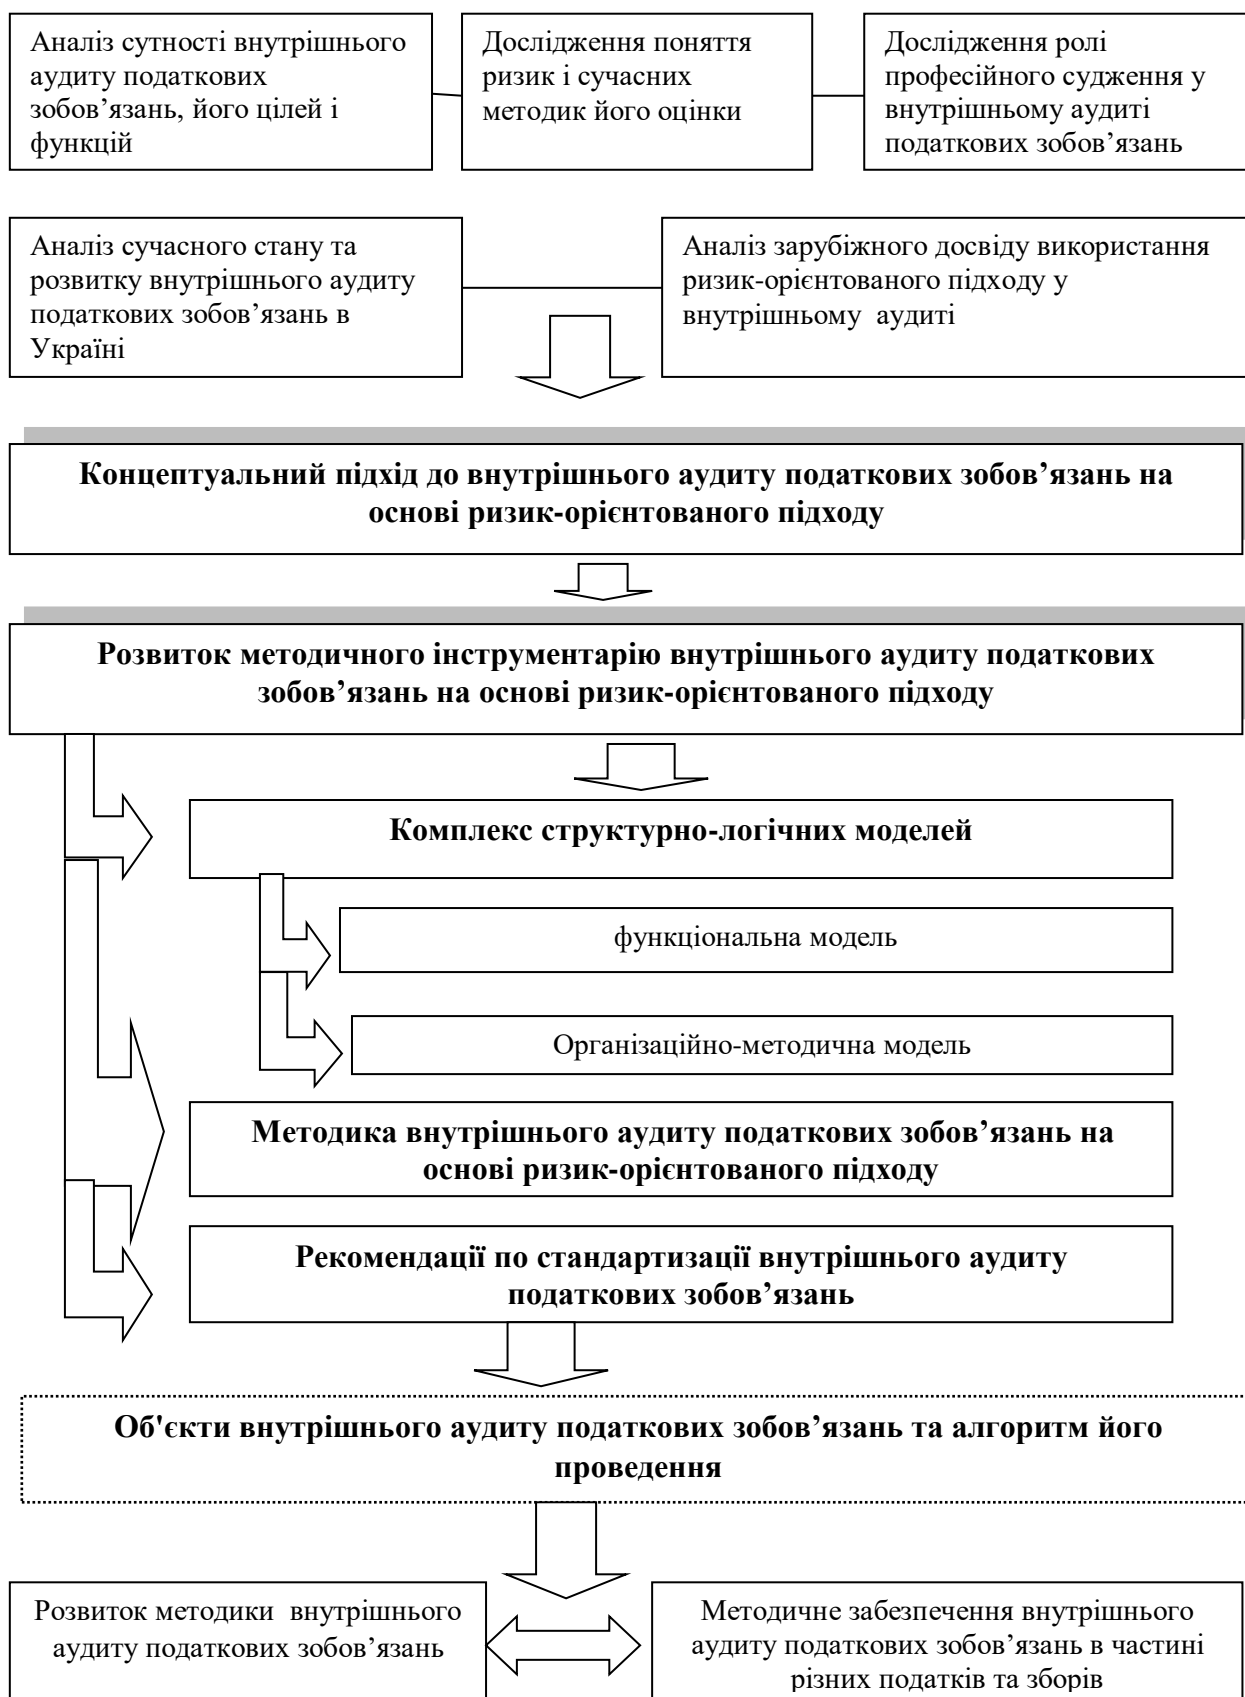 Аналіз сутності внутрішнього
аудиту податкових
зобов’язань, його цілей і
функцій
Дослідження поняття
ризик і сучасних
методик його оцінки
Дослідження ролі
професійного судження у
внутрішньому аудиті
податкових зобов’язань
Аналіз сучасного стану та
розвитку внутрішнього аудиту
податкових зобов’язань в
Україні
Аналіз зарубіжного досвіду використання
ризик-орієнтованого підходу у
внутрішньому аудиті
Концептуальний підхід до внутрішнього аудиту податкових зобов’язань на
основі ризик-орієнтованого підходу
Розвиток методичного інструментарію внутрішнього аудиту податкових
зобов’язань на основі ризик-орієнтованого підходу
Комплекс структурно-логічних моделей
функціональна модель
Організаційно-методична модель
Методика внутрішнього аудиту податкових зобов’язань на
основі ризик-орієнтованого підходу
Рекомендації по стандартизації внутрішнього аудиту
податкових зобов’язань
Об'єкти внутрішнього аудиту податкових зобов’язань та алгоритм його
проведення
Розвиток методики внутрішнього
аудиту податкових зобов’язань
Методичне забезпечення внутрішнього
аудиту податкових зобов’язань в частині
різних податків та зборів